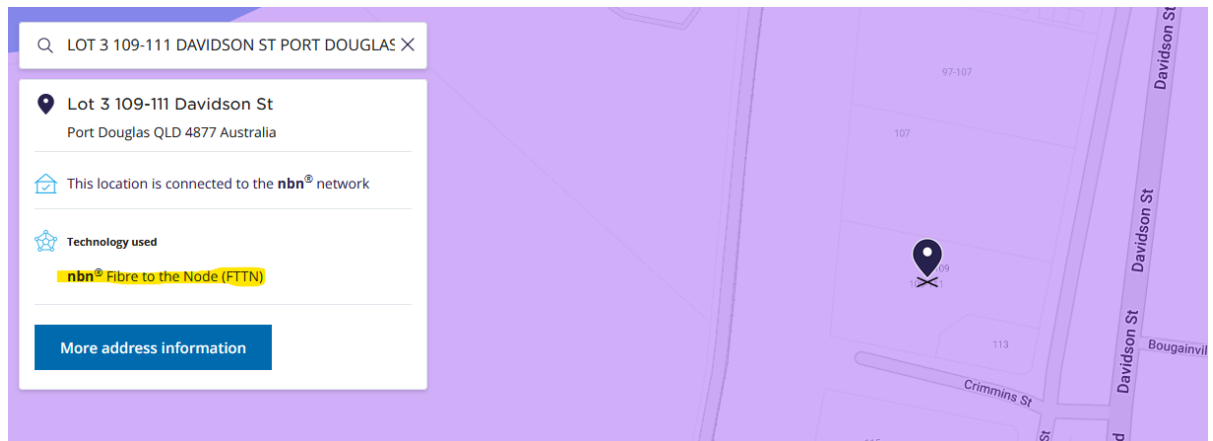 LOT 3 109-111 DAVIDSON ST PORT DOUGLAS
Lot 3 109-111 Davidson St
Port Douglas QLD 4877 Australia
This location is connected to the nbn® network
Technology used
nbn® Fibre to the Node (FTTN)
More address information
97-107
107
113
Crimmins St
Bougainvil
Davidson St
Davidson St
Davidson St
St